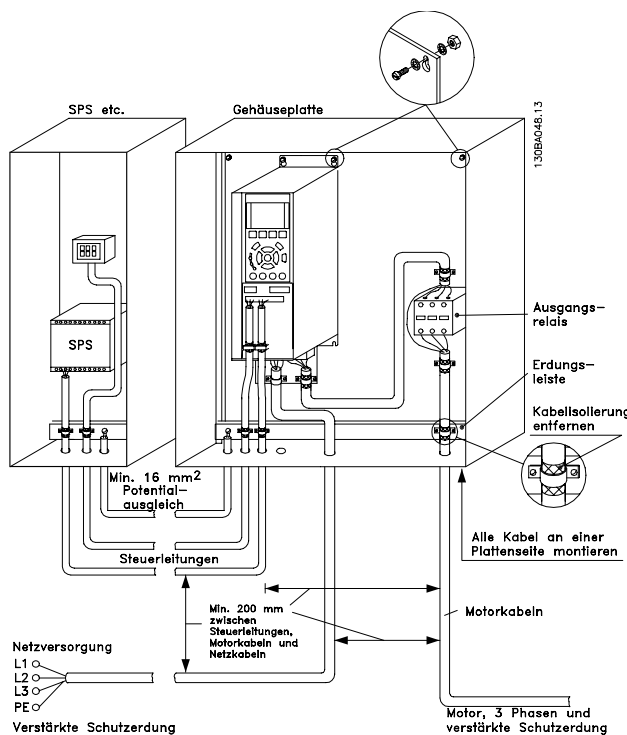 SPS etc.
Gehäuseplatte
130BA048.13
SPS
Ausgangs-
relais
Erdungs-
leiste
Kabelisolierung
entfernen
Min. 16 mm2
Potential-
ausgleich
Alle Kabel an einer
Plattenseite montieren
Steuerleitungen
Min. 200 mm
zwischen
Steuerleitungen,
Motorkabeln und
Netzkabeln
Motorkabeln
Netzversorgung
L1
L2
L3
PE
Verstärkte Schutzerdung
Motor, 3 Phasen und
verstärkte Schutzerdung